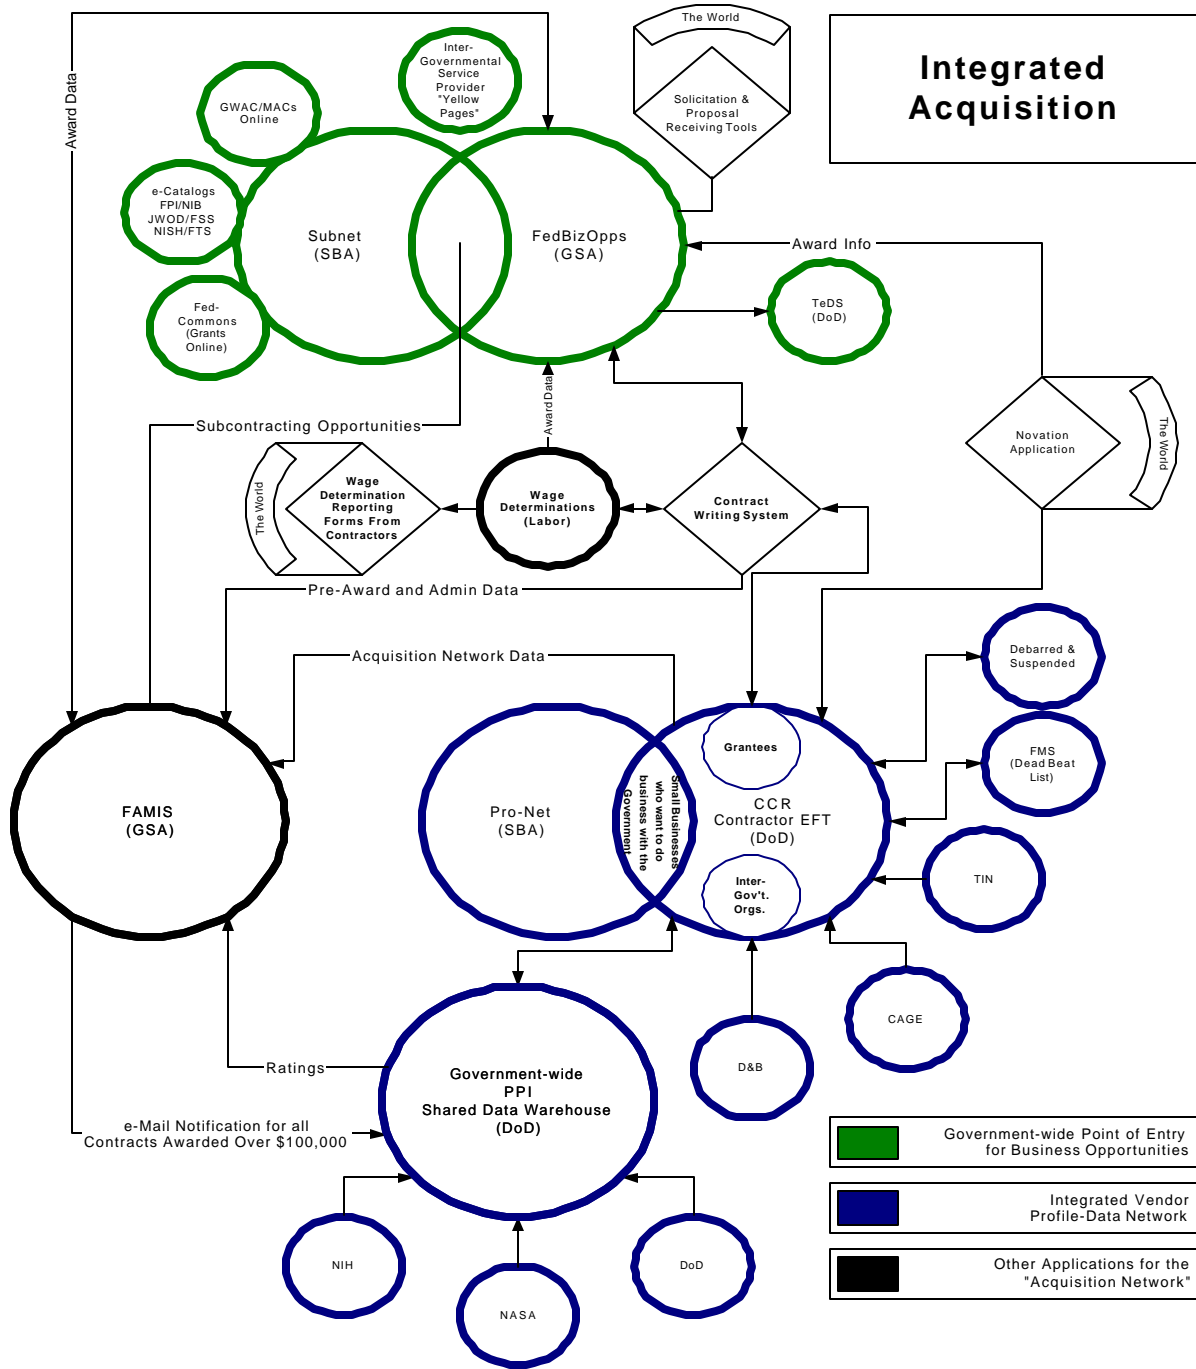 Integrated
Acquisition
The World
Solicitation &
Proposal
Receiving Tools
Inter-
Governmental
Service
Provider
"Yellow
Pages"
GWAC/MACs
Online
e-Catalogs
FPI/NIB
JWOD/FSS
NISH/FTS
Fed-
Commons
(Grants
Online)
Award Data
Subnet
(SBA)
FedBizOpps
(GSA)
Award Info
TeDS
(DoD)
Award Data
Subcontracting Opportunities
The World
Wage
Determination
Reporting
Forms From
Contractors
Wage
Determinations
(Labor)
Contract
Writing System
Novation
Application
The World
Pre-Award and Admin Data
Acquisition Network Data
Debarred &
Suspended
FMS
(Dead Beat
List)
FAMIS
(GSA)
Pro-Net
(SBA)
Small Businesses
who want to do
business with the
Government
Grantees
CCR
Contractor EFT
(DoD)
Inter-
Gov't.
Orgs.
TIN
CAGE
D&B
Ratings
Government-wide
PPI
Shared Data Warehouse
(DoD)
e-Mail Notification for all
Contracts Awarded Over $100,000
NIH
NASA
DoD
Government-wide Point of Entry
for Business Opportunities
Integrated Vendor
Profile-Data Network
Other Applications for the
"Acquisition Network"